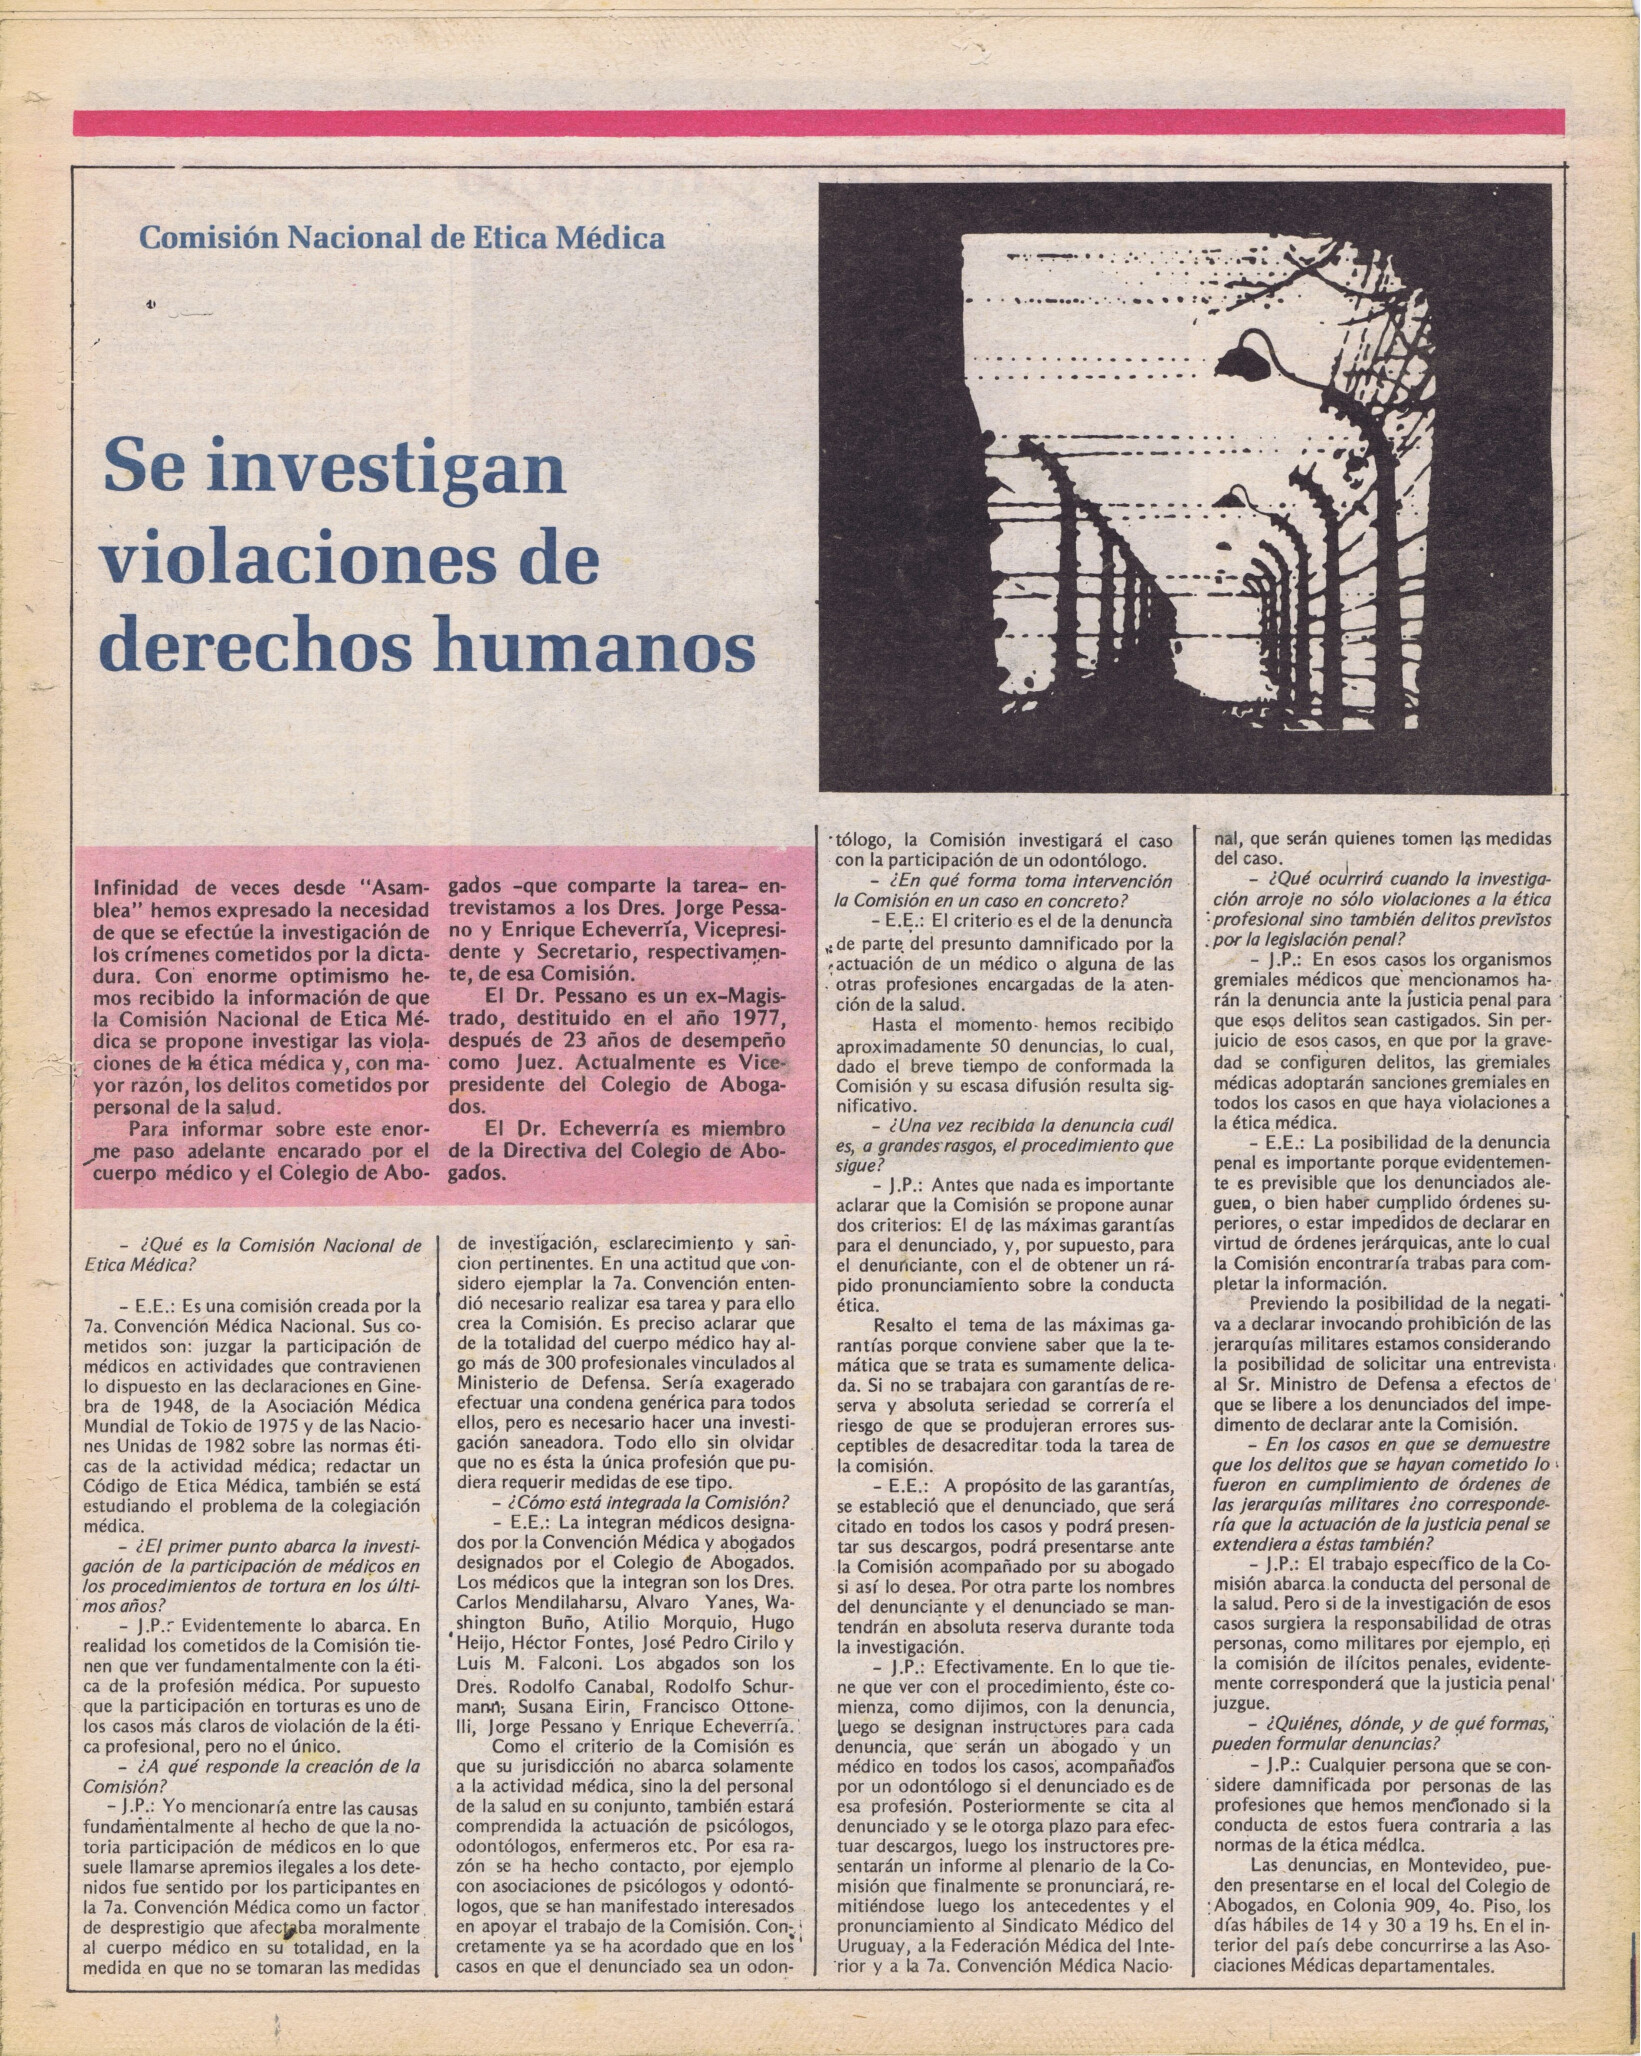 Comisión Nacional de Etica Médica
Se investigan
violaciones de
derechos humanos
Infinidad de veces desde “Asam-
blea” hemos expresado la necesidad
de que se efectúe la investigación de
los crímenes cometidos por la dicta-
dura. Con enorme optimismo he-
mos recibido la información de que
la Comisión Nacional de Etica Mé-
dica se propone investigar las viola-
ciones de la ética médica y, con ma-
yor razón, los delitos cometidos por
personal de la salud.
Para informar sobre este enor-
me paso adelante encarado por el
cuerpo médico y el Colegio de Abo-
gados –que comparte la tarea– en-
trevistamos a los Dres. Jorge Pessa-
no y Enrique Echeverría, Vicepresi-
dente y Secretario, respectivamen-
te, de esa Comisión.
El Dr. Pessano es un ex–Magis-
trado, destituido en el año 1977,
después de 23 años de desempeño
como Juez. Actualmente es Vice-
presidente del Colegio de Aboga-
dos.
El Dr. Echeverría es miembro
de la Directiva del Colegio de Abo-
gados.
– ¿Qué es la Comisión Nacional de
Etica Médica?
– E.E.: Es una comisión creada por la
7a. Convención Médica Nacional. Sus co-
metidos son: juzgar la participación de
médicos en actividades que contravienen
lo dispuesto en las declaraciones en Gine-
bra de 1948, de la Asociación Médica
Mundial de Tokio de 1975 y de las Nacio-
nes Unidas de 1982 sobre las normas éti-
cas de la actividad médica; redactar un
Código de Etica Médica, también se está
estudiando el problema de la colegiación
médica.
– ¿El primer punto abarca la investi-
gación de la participación de médicos en
los procedimientos de tortura en los últi-
mos años?
– J.P.: Evidentemente lo abarca. En
realidad los cometidos de la Comisión tie-
nen que ver fundamentalmente con la éti-
ca de la profesión médica. Por supuesto
que la participación en torturas es uno de
los casos más claros de violación de la éti-
ca profesional, pero no el único.
– ¿A qué responde la creación de la
Comisión?
– J.P.: Yo mencionaría entre las causas
fundamentalmente al hecho de que la no-
toria participación de médicos en lo que
suele llamarse apremios ilegales a los dete-
nidos fue sentido por los participantes en
la 7a. Convención Médica como un factor
de desprestigio que afectaba moralmente
al cuerpo médico en su totalidad, en la
medida en que no se tomaran las medidas
de investigación, esclarecimiento y san-
cion pertinentes. En una actitud que con-
sidero ejemplar la 7a. Convención enten-
dió necesario realizar esa tarea y para ello
crea la Comisión. Es preciso aclarar que
de la totalidad del cuerpo médico hay al-
go más de 300 profesionales vinculados al
Ministerio de Defensa. Sería exagerado
efectuar una condena genérica para todos
ellos, pero es necesario hacer una investi-
gación saneadora. Todo ello sin olvidar
que no es ésta la única profesión que pu-
diera requerir medidas de ese tipo.
– ¿Cómo está integrada la Comisión?
– E.E.: La integran médicos designa-
dos por la Convención Médica y abogados
designados por el Colegio de Abogados.
Los médicos que la integran son los Dres.
Carlos Mendilaharsu, Alvaro Yanes, Wa-
shington Buño, Atilio Morquio, Hugo
Heijo, Héctor Fontes, José Pedro Cirilo y
Luis M. Falconi. Los abgados son los
Dres. Rodolfo Canabal, Rodolfo Schur-
mann, Susana Eirin, Francisco Ottone-
lli, Jorge Pessano y Enrique Echeverría.
Como el criterio de la Comisión es
que su jurisdicción no abarca solamente
a la actividad médica, sino la del personal
de la salud en su conjunto, también estará
comprendida la actuación de psicólogos,
odontólogos, enfermeros etc. Por esa ra-
zón se ha hecho contacto, por ejemplo
con asociaciones de psicólogos y odontó-
logos, que se han manifestado interesados
en apoyar el trabajo de la Comisión. Con-
cretamente ya se ha acordado que en los
casos en que el denunciado sea un odon-
tólogo, la Comisión investigará el caso
con la participación de un odontólogo.
– ¿En qué forma toma intervención
la Comisión en un caso en concreto?
– E.E.: El criterio es el de la denuncia
de parte del presunto damnificado por la
actuación de un médico o alguna de las
otras profesiones encargadas de la aten-
ción de la salud.
Hasta el momento hemos recibido
aproximadamente 50 denuncias, lo cual,
dado el breve tiempo de conformada la
Comisión y su escasa difusión resulta sig-
nificativo.
– ¿Una vez recibida la denuncia cuál
es, a grandes rasgos, el procedimiento que
sigue?
– J.P.: Antes que nada es importante
aclarar que la Comisión se propone aunar
dos criterios: El de las máximas garantías
para el denunciado, y, por supuesto, para
el denunciante, con el de obtener un rá-
pido pronunciamiento sobre la conducta
ética.
Resalto el tema de las máximas ga-
rantías porque conviene saber que la te-
mática que se trata es sumamente delica-
da. Si no se trabajara con garantías de re-
serva y absoluta seriedad se correría el
riesgo de que se produjeran errores sus-
ceptibles de desacreditar toda la tarea de
la comisión.
– E.E.: A propósito de las garantías,
se estableció que el denunciado, que será
citado en todos los casos y podrá presen-
tar sus descargos, podrá presentarse ante
la Comisión acompañado por su abogado
si así lo desea. Por otra parte los nombres
del denunciante y el denunciado se man-
tendrán en absoluta reserva durante toda
la investigación.
– J.P.: Efectivamente. En lo que tie-
ne que ver con el procedimiento, éste co-
mienza, como dijimos, con la denuncia,
luego se designan instructores para cada
denuncia, que serán un abogado y un
médico en todos los casos, acompañados
por un odontólogo si el denunciado es de
esa profesión. Posteriormente se cita al
denunciado y se le otorga plazo para efec-
tuar descargos, luego los instructores pre-
sentarán un informe al plenario de la Co-
misión que finalmente se pronunciará, re-
mitiéndose luego los antecedentes y el
pronunciamiento al Sindicato Médico del
Uruguay, a la Federación Médica del Inte-
rior y a la 7a. Convención Médica Nacio-
nal, que serán quienes tomen las medidas
del caso.
– ¿Qué ocurrirá cuando la investiga-
ción arroje no sólo violaciones a la ética
profesional sino también delitos previstos
por la legislación penal?
– J.P.: En esos casos los organismos
gremiales médicos que mencionamos ha-
rán la denuncia ante la justicia penal para
que esos delitos sean castigados. Sin per-
juicio de esos casos, en que por la grave-
dad se configuren delitos, las gremiales
médicas adoptarán sanciones gremiales en
todos los casos en que haya violaciones a
la ética médica.
– E.E.: La posibilidad de la denuncia
penal es importante porque evidentemen-
te es previsible que los denunciados ale-
guen, o bien haber cumplido órdenes su-
periores, o estar impedidos de declarar en
virtud de órdenes jerárquicas, ante lo cual
la Comisión encontraría trabas para com-
pletar la información.
Previendo la posibilidad de la negati-
va a declarar invocando prohibición de las
jerarquías militares estamos considerando
la posibilidad de solicitar una entrevista
al Sr. Ministro de Defensa a efectos de
que se libere a los denunciados del impe-
dimento de declarar ante la Comisión.
– En los casos en que se demuestre
que los delitos que se hayan cometido lo
fueron en cumplimiento de órdenes de
las jerarquías militares ¿no corresponde-
ría que la actuación de la justicia penal se
extendiera a éstas también?
– J.P.: El trabajo específico de la Co-
misión abarca la conducta del personal de
la salud. Pero si de la investigación de esos
casos surgiera la responsabilidad de otras
personas, como militares por ejemplo, en
la comisión de ilícitos penales, evidente-
mente corresponderá que la justicia penal
juzgue.
– ¿Quiénes, dónde, y de qué formas,
pueden formular denuncias?
– J.P.: Cualquier persona que se con-
sidere damnificada por personas de las
profesiones que hemos mencionado si la
conducta de estos fuera contraria a las
normas de la ética médica.
Las denuncias, en Montevideo, pue-
den presentarse en el local del Colegio de
Abogados, en Colonia 909, 4o. Piso, los
días hábiles de 14 y 30 a 19 hs. En el in-
terior del país debe concurrirse a las Aso-
ciaciones Médicas departamentales.